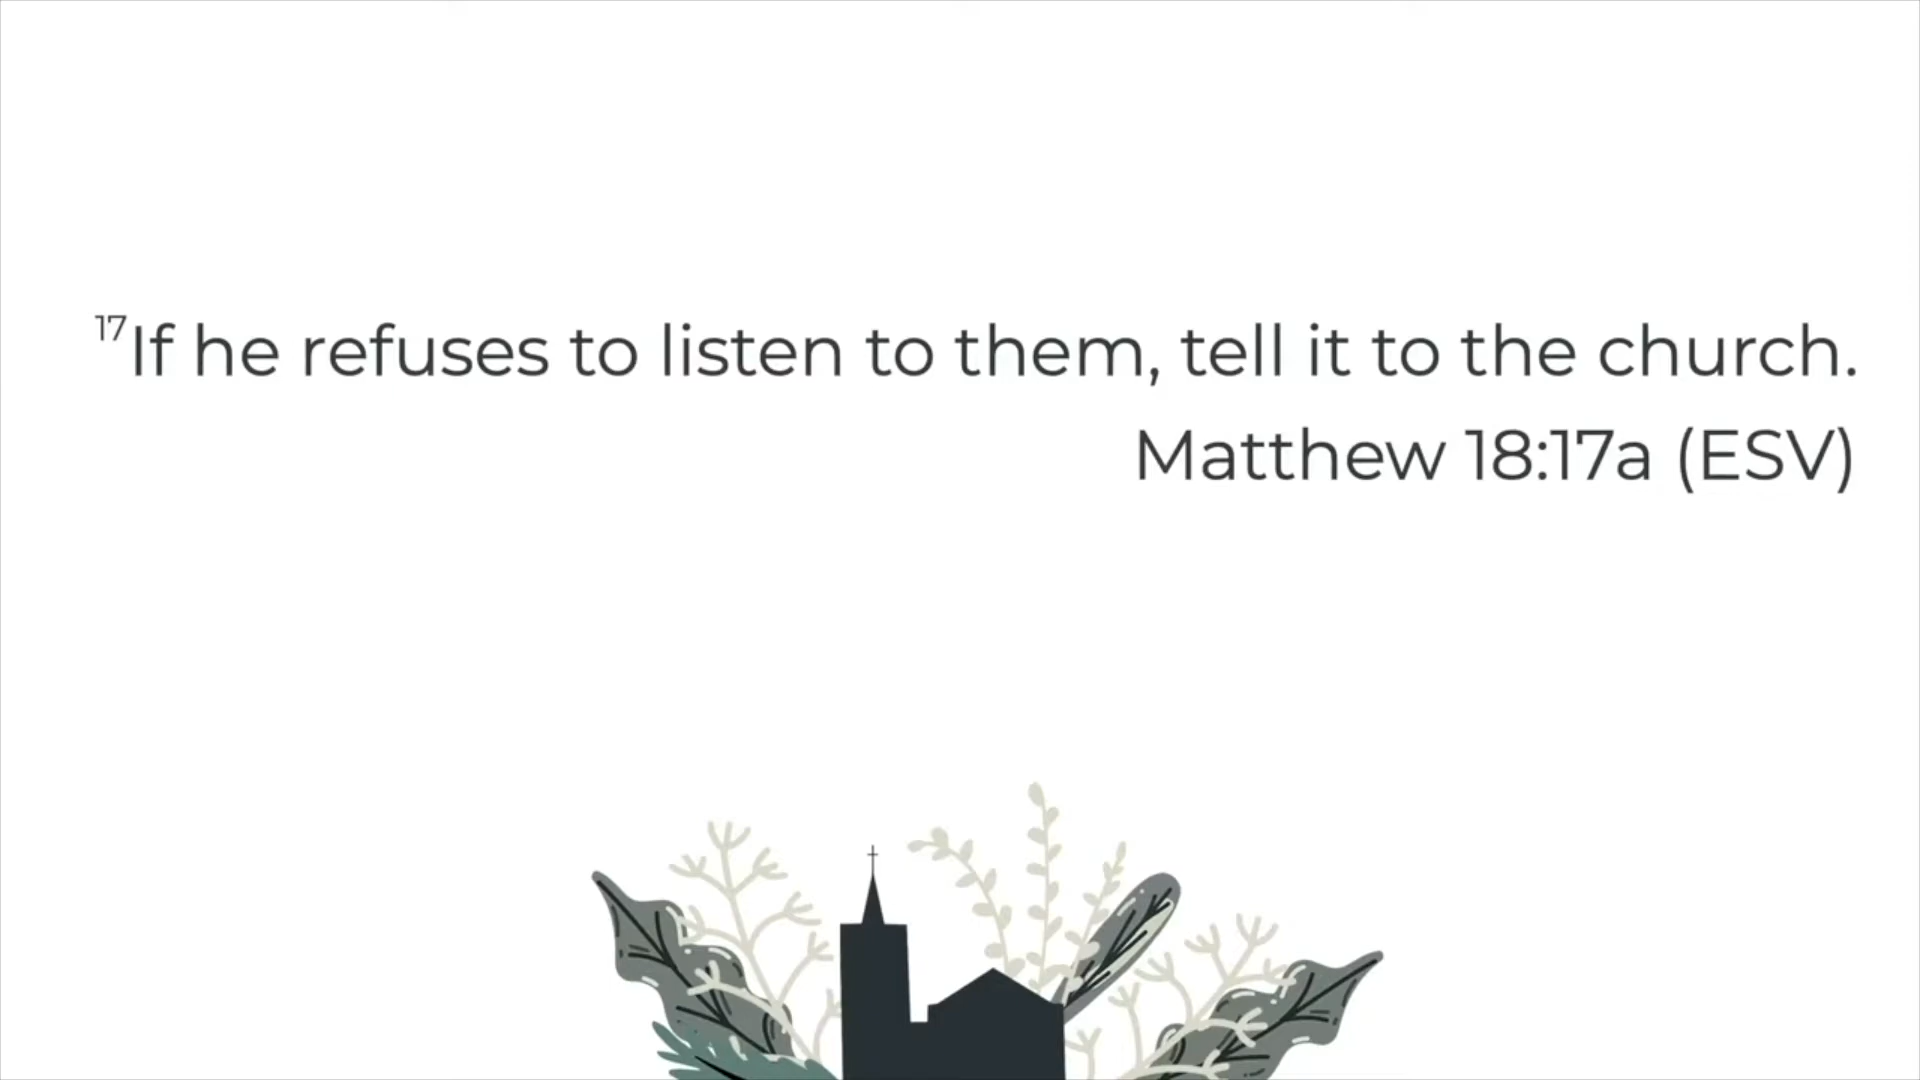 17If he refuses to listen to them, tell it to the church.
Matthew 18:17a (ESV)